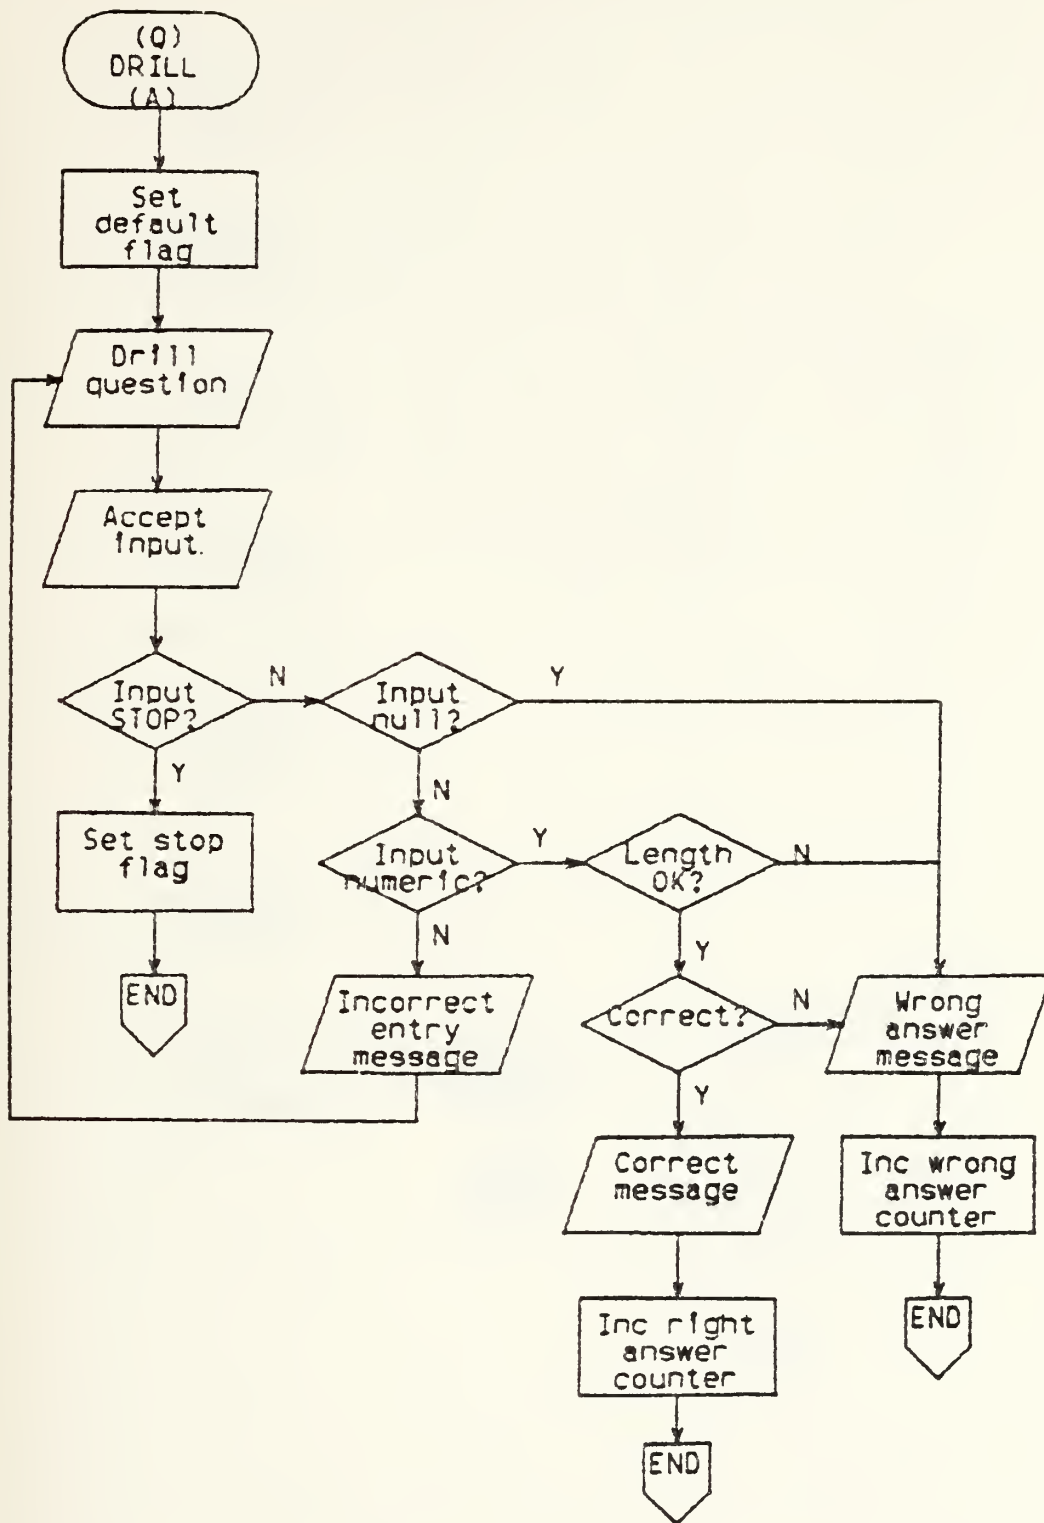 (Q)
DRILL
(A)
Set
default
flag
Drill
question
Accept
input.
Input
STOP?
N
Input
null?
Y
Y
N
Set stop
flag
Input
numeric?
Y
Length
OK?
N
N
Y
END
Incorrect
entry
message
Correct?
N
Wrong
answer
message
Y
Correct
message
Inc wrong
answer
counter
Inc right
answer
counter
END
END